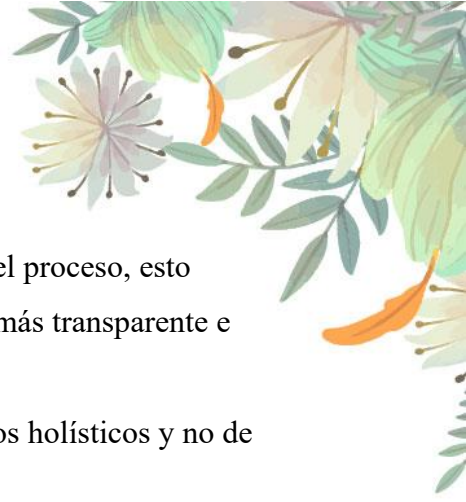 el proceso, esto
más transparente e
os holísticos y no de